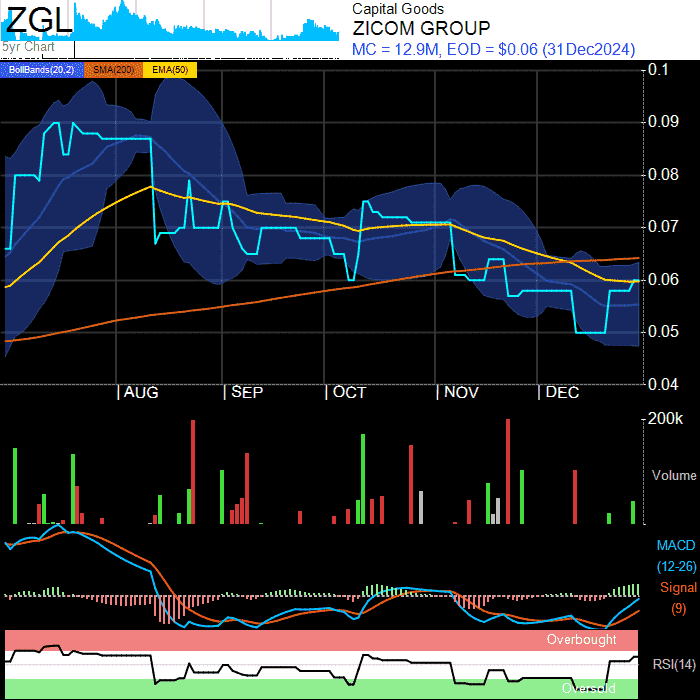 ZGL
5yr Chart
Capital Goods
ZICOM GROUP
MC = 12.9M, EOD = $0.06 (31Dec2024)
BollBands(20,2) SMA(200) EMA(50)
0.1
0.09
0.08
0.07
0.06
0.05
0.04
AUG SEP OCT NOV DEC
200k
Volume
MACD
(12-26)
Signal
(9)
Overbought
RSI(14)
Oversold